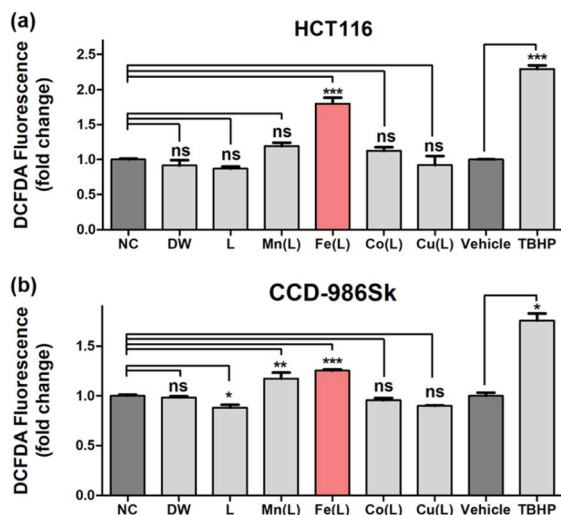 (a)
HCT116
DCFDA Fluorescence
(fold change)
2.5
2.0
1.5
1.0
0.5
0.0
ns
ns
ns
***
ns
ns
***
NC DW L Mn(L) Fe(L) Co(L) Cu(L) Vehicle TBHP
(b)
CCD-986Sk
DCFDA Fluorescence
(fold change)
2.0
1.5
1.0
0.5
0.0
ns
*
**
***
ns
ns
*
NC DW L Mn(L) Fe(L) Co(L) Cu(L) Vehicle TBHP